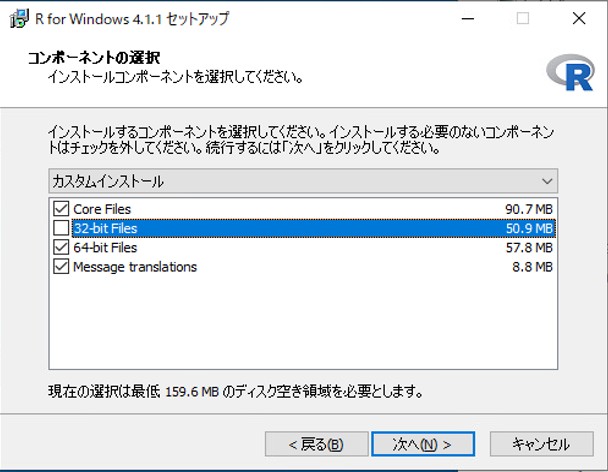 R for Windows 4.1.1 セットアップ
コンポーネントの選択
インストールコンポーネントを選択してください。
R
インストールするコンポーネントを選択してください。インストールする必要のないコンポーネン
トはチェックを外してください。続行するには「次へ」をクリックしてください。
カスタムインストール
Core Files 90.7 MB
32-bit Files 50.9 MB
64-bit Files 57.8 MB
Message translations 8.8 MB
現在の選択は最低 159.6 MB のディスク空き領域を必要とします。
< 戻る(B) 次へ(N) > キャンセル